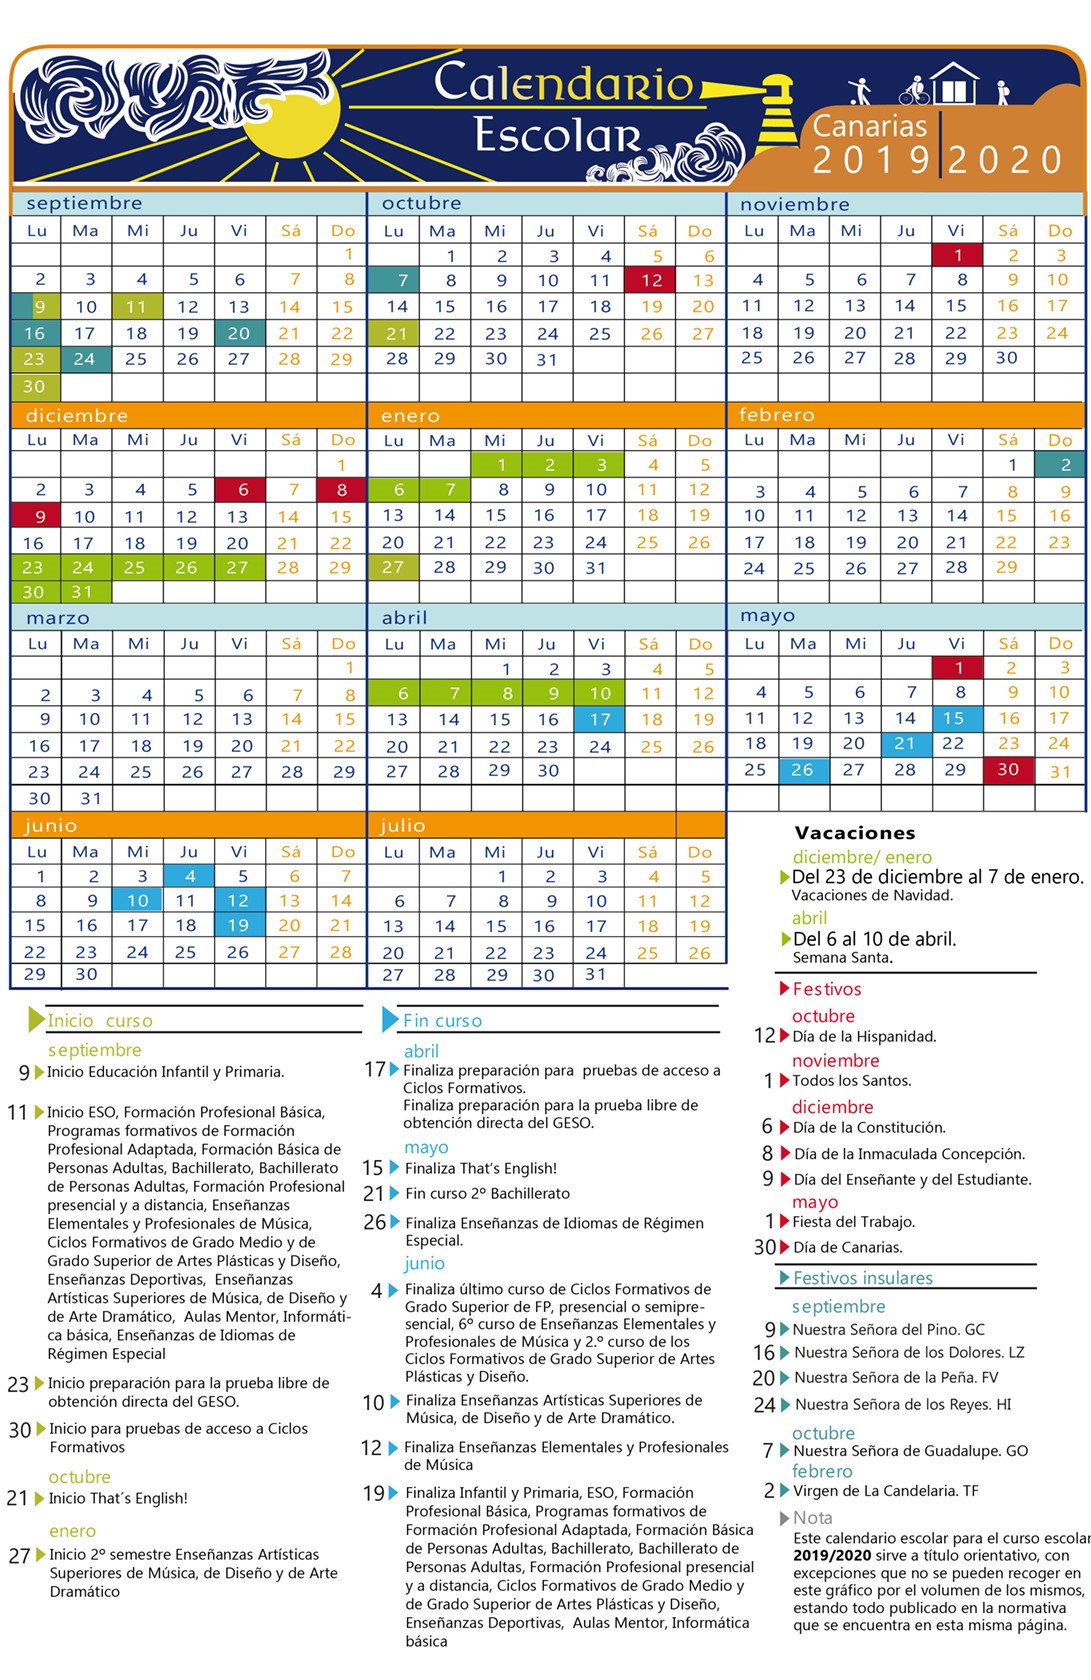 Calendario
Escolar
Canarias
2019 2020
septiembre
Lu Ma Mi Ju Vi Sá Do
1
2 3 4 5 6 7 8
9 10 11 12 13 14 15
16 17 18 19 20 21 22
23 24 25 26 27 28 29
30
octubre
Lu Ma Mi Ju Vi Sá Do
1 2 3 4 5 6
7 8 9 10 11 12 13
14 15 16 17 18 19 20
21 22 23 24 25 26 27
28 29 30 31
noviembre
Lu Ma Mi Ju Vi Sá Do
1 2 3
4 5 6 7 8 9 10
11 12 13 14 15 16 17
18 19 20 21 22 23 24
25 26 27 28 29 30
diciembre
Lu Ma Mi Ju Vi Sá Do
1
2 3 4 5 6 7 8
9 10 11 12 13 14 15
16 17 18 19 20 21 22
23 24 25 26 27 28 29
30 31
enero
Lu Ma Mi Ju Vi Sá Do
1 2 3 4 5
6 7 8 9 10 11 12
13 14 15 16 17 18 19
20 21 22 23 24 25 26
27 28 29 30 31
febrero
Lu Ma Mi Ju Vi Sá Do
1 2
3 4 5 6 7 8 9
10 11 12 13 14 15 16
17 18 19 20 21 22 23
24 25 26 27 28 29
marzo
Lu Ma Mi Ju Vi Sá Do
1
2 3 4 5 6 7 8
9 10 11 12 13 14 15
16 17 18 19 20 21 22
23 24 25 26 27 28 29
30 31
abril
Lu Ma Mi Ju Vi Sá Do
1 2 3 4 5
6 7 8 9 10 11 12
13 14 15 16 17 18 19
20 21 22 23 24 25 26
27 28 29 30
mayo
Lu Ma Mi Ju Vi Sá Do
1 2 3
4 5 6 7 8 9 10
11 12 13 14 15 16 17
18 19 20 21 22 23 24
25 26 27 28 29 30 31
junio
Lu Ma Mi Ju Vi Sá Do
1 2 3 4 5 6 7
8 9 10 11 12 13 14
15 16 17 18 19 20 21
22 23 24 25 26 27 28
29 30
julio
Lu Ma Mi Ju Vi Sá Do
1 2 3 4 5
6 7 8 9 10 11 12
13 14 15 16 17 18 19
20 21 22 23 24 25 26
27 28 29 30 31
Inicio curso
septiembre
9 Inicio Educación Infantil y Primaria.
11 Inicio ESO, Formación Profesional Básica,
Programas formativos de Formación
Profesional Adaptada, Formación Básica de
Personas Adultas, Bachillerato, Bachillerato
de Personas Adultas, Formación Profesional
presencial y a distancia, Enseñanzas
Elementales y Profesionales de Música,
Ciclos Formativos de Grado Medio y de
Grado Superior de Artes Plásticas y Diseño,
Enseñanzas Deportivas, Enseñanzas
Artísticas Superiores de Música, de Diseño y
de Arte Dramático, Aulas Mentor, Informáti-
ca básica, Enseñanzas de Idiomas de
Régimen Especial
23 Inicio preparación para la prueba libre de
obtención directa del GESO.
30 Inicio para pruebas de acceso a Ciclos
Formativos
octubre
21 Inicio That´s English!
enero
27 Inicio 2º semestre Enseñanzas Artísticas
Superiores de Música, de Diseño y de Arte
Dramático
Fin curso
abril
17 Finaliza preparación para pruebas de acceso a
Ciclos Formativos.
Finaliza preparación para la prueba libre de
obtención directa del GESO.
mayo
15 Finaliza That's English!
21 Fin curso 2º Bachillerato
26 Finaliza Enseñanzas de Idiomas de Régimen
Especial.
junio
4 Finaliza último curso de Ciclos Formativos de
Grado Superior de FP, presencial o semipre-
sencial, 6º curso de Enseñanzas Elementales y
Profesionales de Música y 2.º curso de los
Ciclos Formativos de Grado Superior de Artes
Plásticas y Diseño.
10 Finaliza Enseñanzas Artísticas Superiores de
Música, de Diseño y de Arte Dramático.
12 Finaliza Enseñanzas Elementales y Profesionales
de Música
19 Finaliza Infantil y Primaria, ESO, Formación
Profesional Básica, Programas formativos de
Formación Profesional Adaptada, Formación Básica
de Personas Adultas, Bachillerato, Bachillerato de
Personas Adultas, Formación Profesional presencial
y a distancia, Ciclos Formativos de Grado Medio y
de Grado Superior de Artes Plásticas y Diseño,
Enseñanzas Deportivas, Aulas Mentor, Informática
básica
Vacaciones
diciembre/ enero
Del 23 de diciembre al 7 de enero.
Vacaciones de Navidad.
abril
Del 6 al 10 de abril.
Semana Santa.
Festivos
octubre
12 Día de la Hispanidad.
noviembre
1 Todos los Santos.
diciembre
6 Día de la Constitución.
8 Día de la Inmaculada Concepción.
9 Día del Enseñante y del Estudiante.
mayo
1 Fiesta del Trabajo.
30 Día de Canarias.
Festivos insulares
septiembre
9 Nuestra Señora del Pino. GC
16 Nuestra Señora de los Dolores. LZ
20 Nuestra Señora de la Peña. FV
24 Nuestra Señora de los Reyes. HI
octubre
7 Nuestra Señora de Guadalupe. GO
febrero
2 Virgen de La Candelaria. TF
Nota
Este calendario escolar para el curso escolar
2019/2020 sirve a título orientativo, con
excepciones que no se pueden recoger en
este gráfico por el volumen de los mismos,
estando todo publicado en la normativa
que se encuentra en esta misma página.